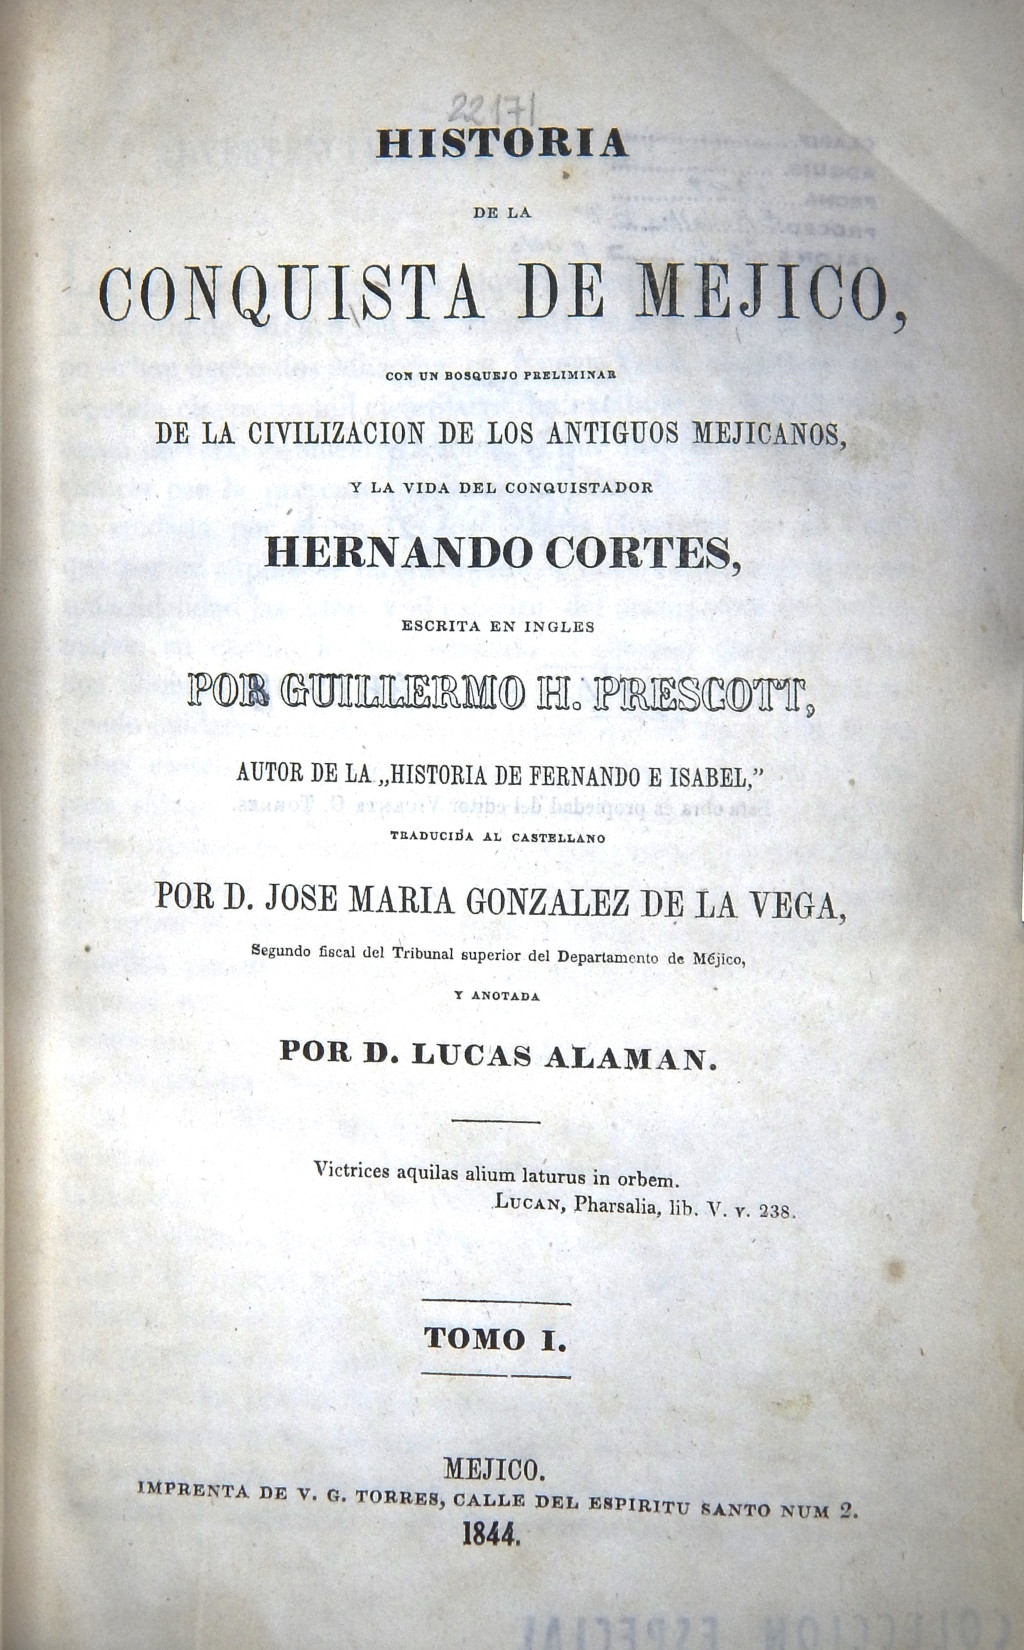 22171
HISTORIA
DE LA
CONQUISTA DE MEJICO,
CON UN BOSQUEJO PRELIMINAR
DE LA CIVILIZACION DE LOS ANTIGUOS MEJICANOS,
Y LA VIDA DEL CONQUISTADOR
HERNANDO CORTES,
ESCRITA EN INGLES
POR GUILLERMO H. PRESCOTT,
AUTOR DE LA „HISTORIA DE FERNANDO E ISABEL,”
TRADUCIDA AL CASTELLANO
POR D. JOSE MARIA GONZALEZ DE LA VEGA,
Segundo fiscal del Tribunal superior del Departamento de Méjico,
Y ANOTADA
POR D. LUCAS ALAMAN.
Victrices aquilas alium laturus in orbem.
LUCAN, Pharsalia, lib. V. v. 238.
TOMO I.
MEJICO.
IMPRENTA DE V. G. TORRES, CALLE DEL ESPIRITU SANTO NUM 2.
1844.